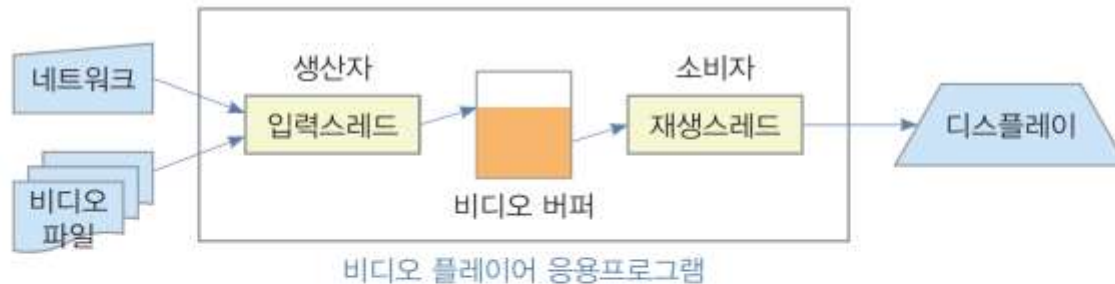 네트워크
비디오
파일
생산자
입력스레드
비디오 버퍼
소비자
재생스레드
디스플레이
비디오 플레이어 응용프로그램